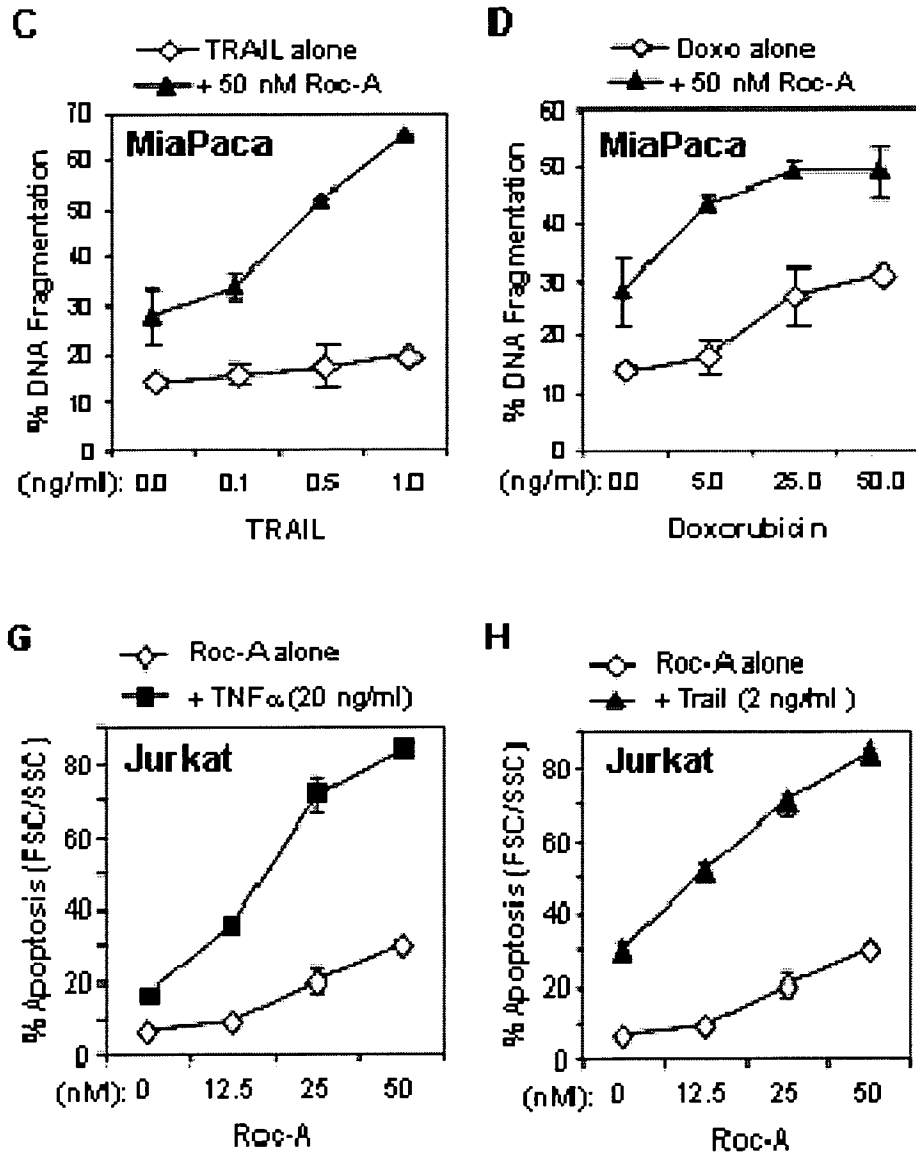 C
TRAIL alone
+ 50 nM Roc-A
% DNA Fragmentation
70
60
50
40
30
20
10
0
MiaPaca
(ng/ml): 0.0 0.1 0.5 1.0
TRAIL
D
Doxo alone
+ 50 nM Roc-A
% DNA Fragmentation
60
50
40
30
20
10
0
MiaPaca
(ng/ml): 0.0 5.0 25.0 50.0
Doxorubicin
G
Roc-A alone
+ TNFα (20 ng/ml)
% Apoptosis (FSC/SSC)
80
60
40
20
0
Jurkat
(nM): 0 12.5 25 50
Roc-A
H
Roc-A alone
+ Trail (2 ng/ml)
% Apoptosis (FSC/SSC)
80
60
40
20
0
Jurkat
(nM): 0 12.5 25 50
Roc-A